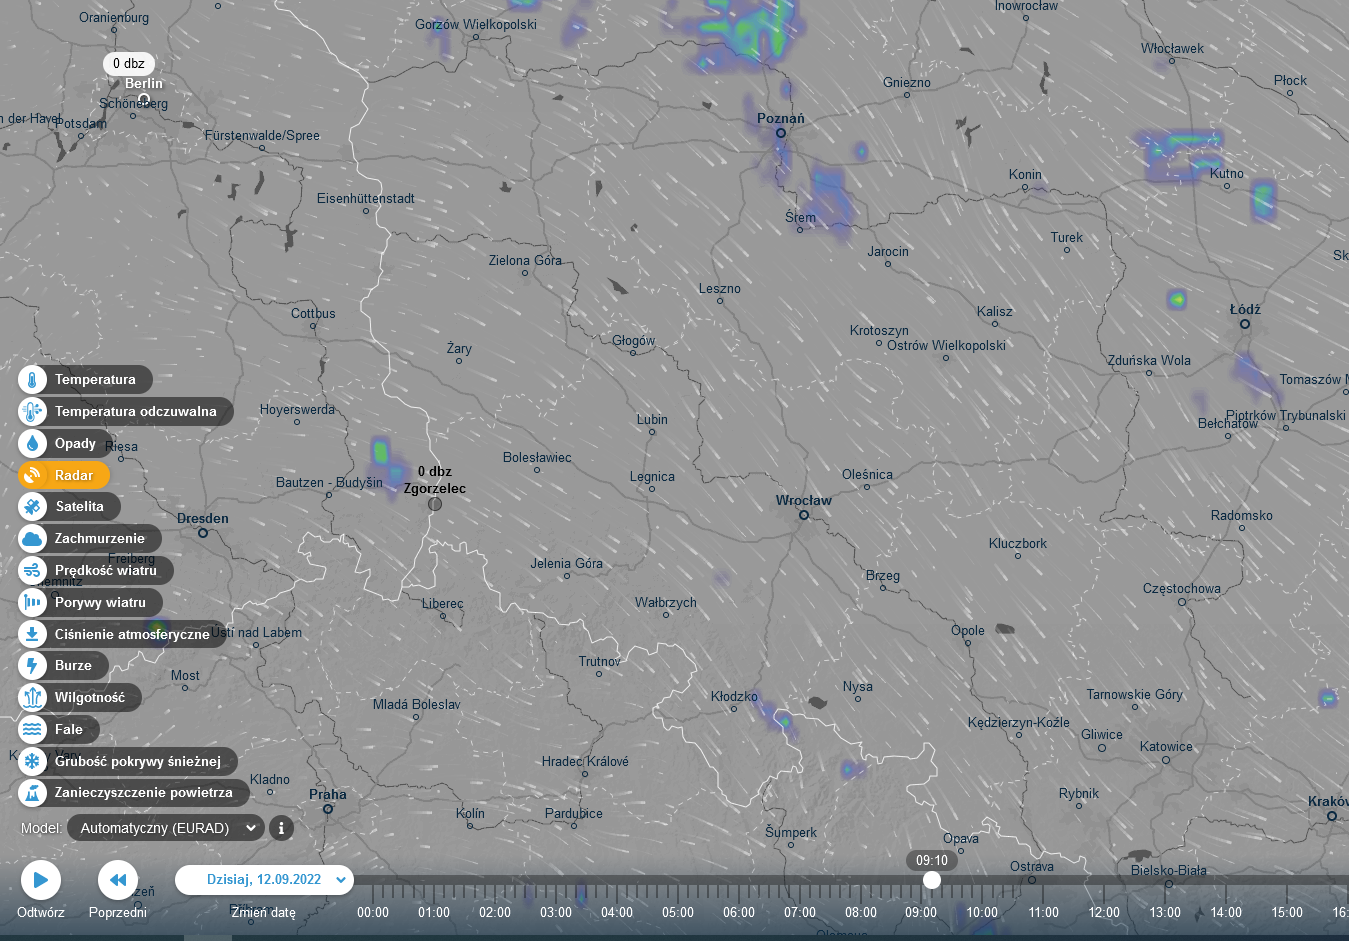 Oranienburg
Gorzów Wielkopolski
Inowrocław
Włocławek
0 dbz
Berlin
Gniezno
Płock
Schöneberg
n der Havel
Potsdam
Poznań
Fürstenwalde/Spree
Konin
Kutno
Eisenhüttenstadt
Śrem
Turek
Jarocin
Sk
Zielona Góra
Leszno
Cottbus
Kalisz
Łódź
Krotoszyn
Głogów
Ostrów Wielkopolski
Żary
Zduńska Wola
Temperatura
Tomaszów M
Temperatura odczuwalna
Hoyerswerda
Lubin
Piotrków Trybunalski
Bełchatów
Opady
Riesa
Bolesławiec
0 dbz
Radar
Legnica
Oleśnica
Bautzen - Budyšin
Zgorzelec
Wrocław
Satelita
Dresden
Radomsko
Zachmurzenie
Kluczbork
Freiberg
Jelenia Góra
Prędkość wiatru
Brzeg
hemnitz
Częstochowa
Porywy wiatru
Liberec
Wałbrzych
Ciśnienie atmosferyczne
Ústí nad Labem
Opole
Burze
Trutnov
Most
Nysa
Wilgotność
Kłodzko
Tarnowskie Góry
Mladá Boleslav
Kędzierzyn-Koźle
Fale
Gliwice
Katowice
Grubość pokrywy śnieżnej
Hradec Králové
Kladno
Zanieczyszczenie powietrza
Praha
Rybnik
Kraków
Kolín
Pardubice
Model:
Automatyczny (EURAD)
Šumperk
Opava
09:10
Ostrava
Bielsko-Biała
Dzisiaj, 12.09.2022
zeň
Odtwórz
Poprzedni
Příbram
Zmień datę
00:00 01:00 02:00 03:00 04:00 05:00 06:00 07:00 08:00 09:00 10:00 11:00 12:00 13:00 14:00 15:00 16:
Olomouc